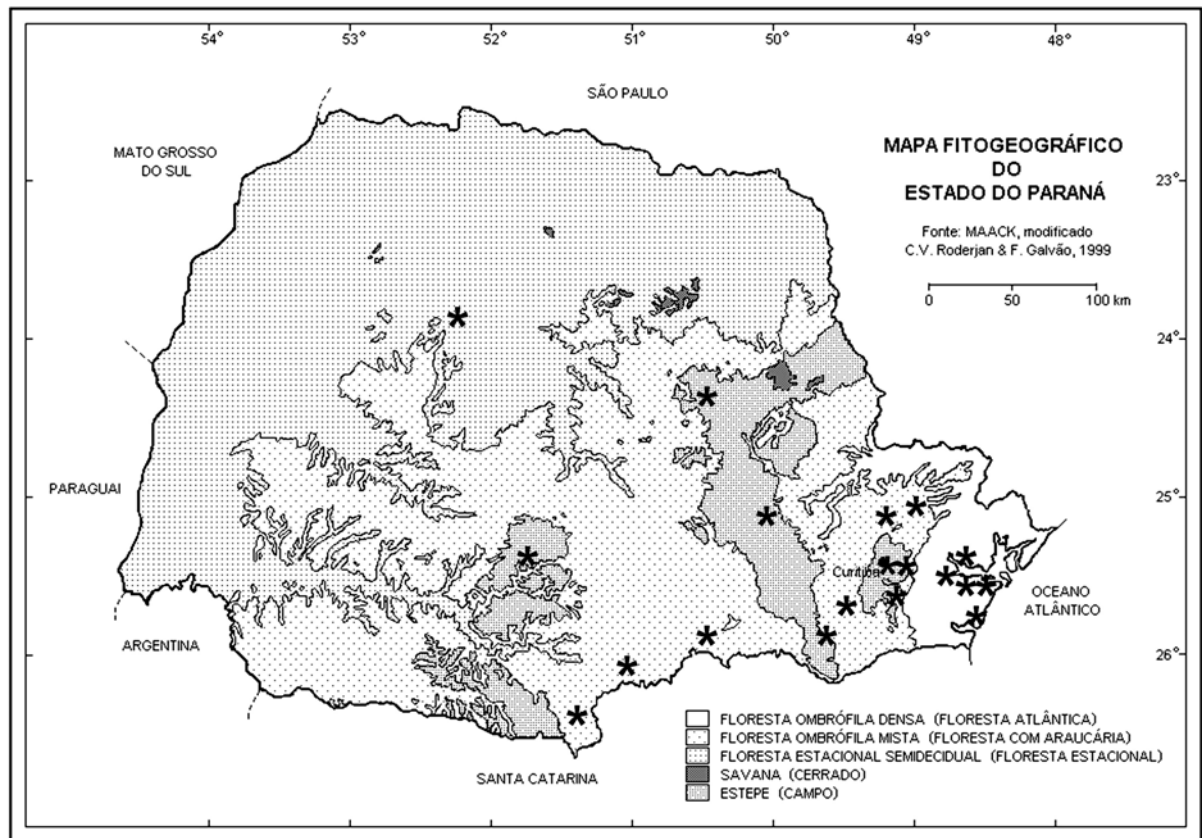 54° 53° 52° 51° 50° 49° 48°
SÃO PAULO
MATO GROSSO
DO SUL
MAPA FITOGEOGRÁFICO
DO
ESTADO DO PARANÁ
23°
Fonte: MAACK, modificado
C.V. Roderjan & F. Galvão, 1999
0 50 100 km
24°
PARAGUAI
25°
Curitiba
OCEANO
ATLÂNTICO
ARGENTINA
26°
FLORESTA OMBRÓFILA DENSA (FLORESTA ATLÂNTICA)
FLORESTA OMBRÓFILA MISTA (FLORESTA COM ARAUCÁRIA)
FLORESTA ESTACIONAL SEMIDECIDUAL (FLORESTA ESTACIONAL)
SAVANA (CERRADO)
ESTEPE (CAMPO)
SANTA CATARINA